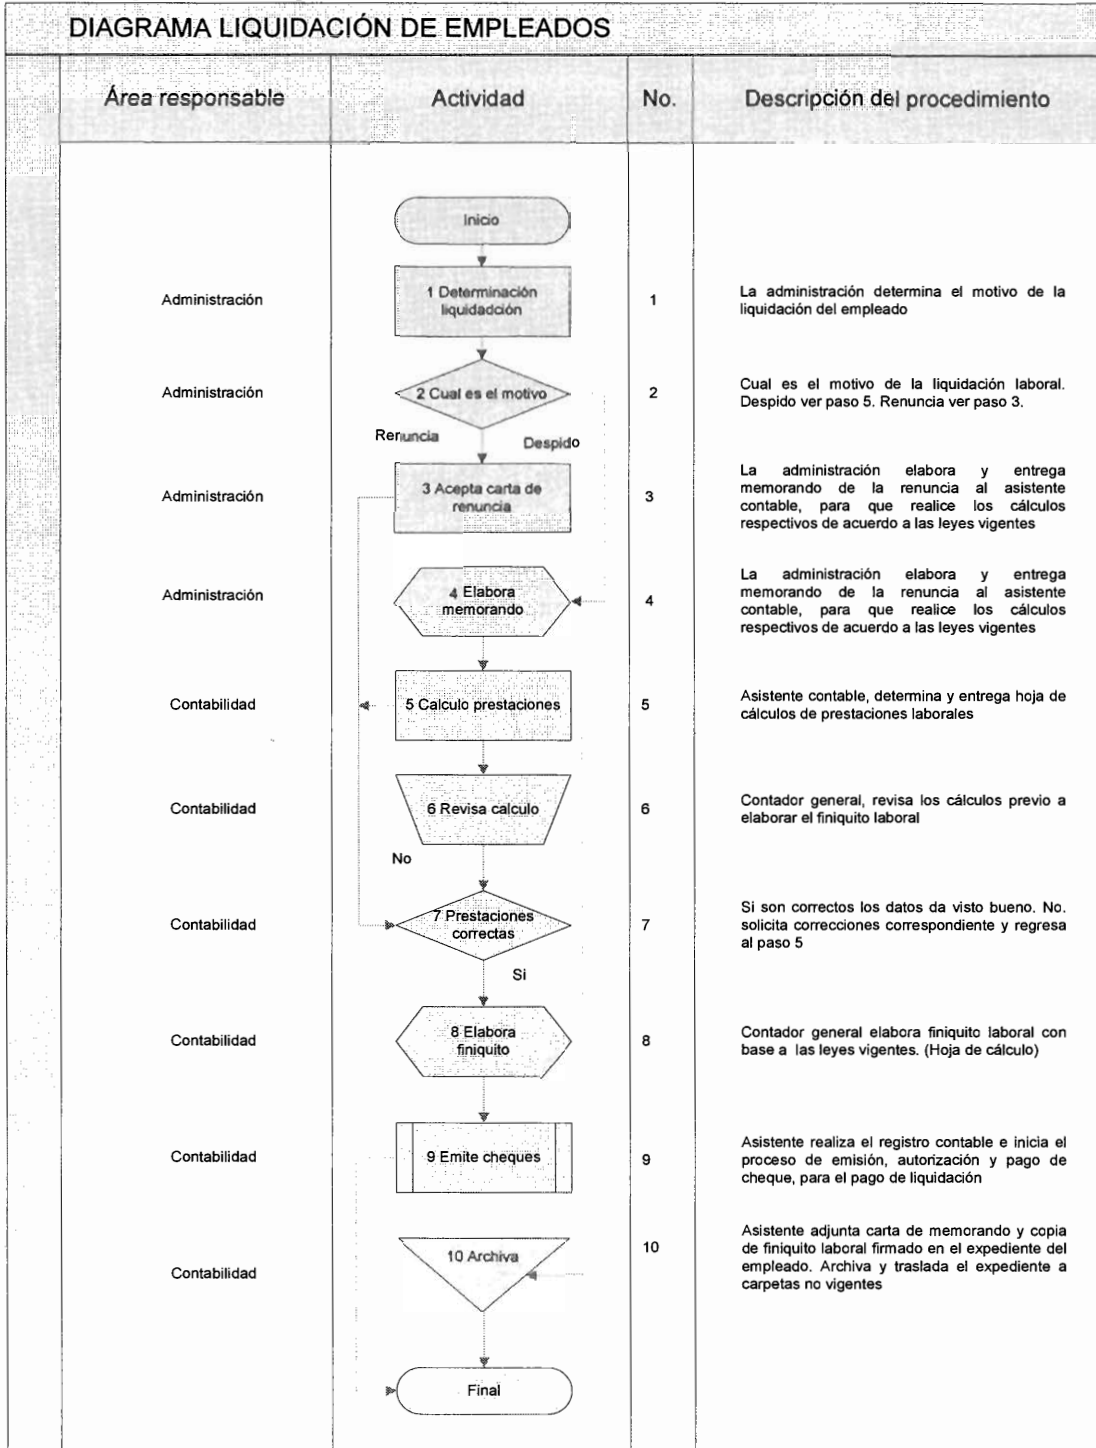 DIAGRAMA LIQUIDACIÓN DE EMPLEADOS
Área responsable
Actividad
No.
Descripción del procedimiento
Inicio
Administración
1 Determinación
liquidadción
1
La administración determina el motivo de la
liquidación del empleado
Administración
2 Cual es el motivo
2
Cual es el motivo de la liquidación laboral.
Despido ver paso 5. Renuncia ver paso 3.
Renuncia
Despido
Administración
3 Acepta carta de
renuncia
3
La administración elabora y entrega
memorando de la renuncia al asistente
contable, para que realice los cálculos
respectivos de acuerdo a las leyes vigentes
Administración
4 Elabora
memorando
4
La administración elabora y entrega
memorando de la renuncia al asistente
contable, para que realice los cálculos
respectivos de acuerdo a las leyes vigentes
Contabilidad
5 Calculo prestaciones
5
Asistente contable, determina y entrega hoja de
cálculos de prestaciones laborales
Contabilidad
6 Revisa calculo
6
Contador general, revisa los cálculos previo a
elaborar el finiquito laboral
No
Contabilidad
7 Prestaciones
correctas
7
Si son correctos los datos da visto bueno. No.
solicita correcciones correspondiente y regresa
al paso 5
Si
Contabilidad
8 Elabora
finiquito
8
Contador general elabora finiquito laboral con
base a las leyes vigentes. (Hoja de cálculo)
Contabilidad
9 Emite cheques
9
Asistente realiza el registro contable e inicia el
proceso de emisión, autorización y pago de
cheque, para el pago de liquidación
Contabilidad
10 Archiva
10
Asistente adjunta carta de memorando y copia
de finiquito laboral firmado en el expediente del
empleado. Archiva y traslada el expediente a
carpetas no vigentes
Final